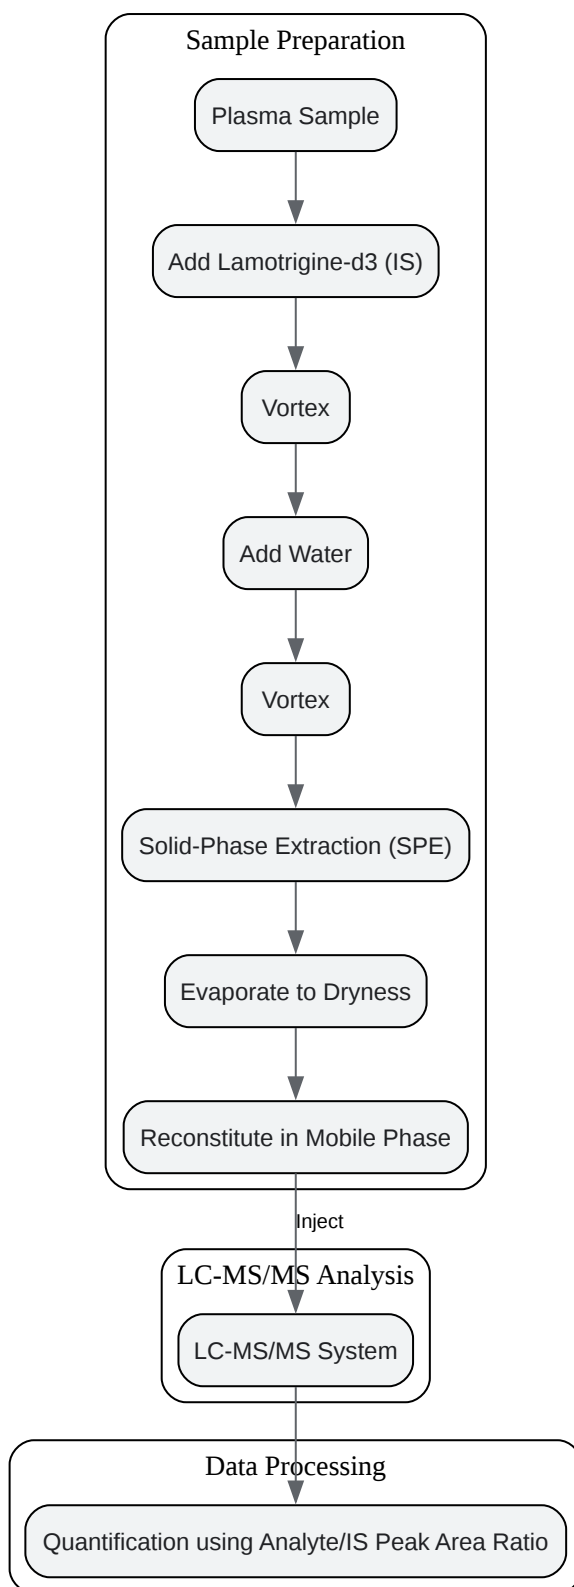 Sample Preparation
Plasma Sample
Add Lamotrigine-d3 (IS)
Vortex
Add Water
Vortex
Solid-Phase Extraction (SPE)
Evaporate to Dryness
Reconstitute in Mobile Phase
Inject
LC-MS/MS Analysis
LC-MS/MS System
Data Processing
Quantification using Analyte/IS Peak Area Ratio